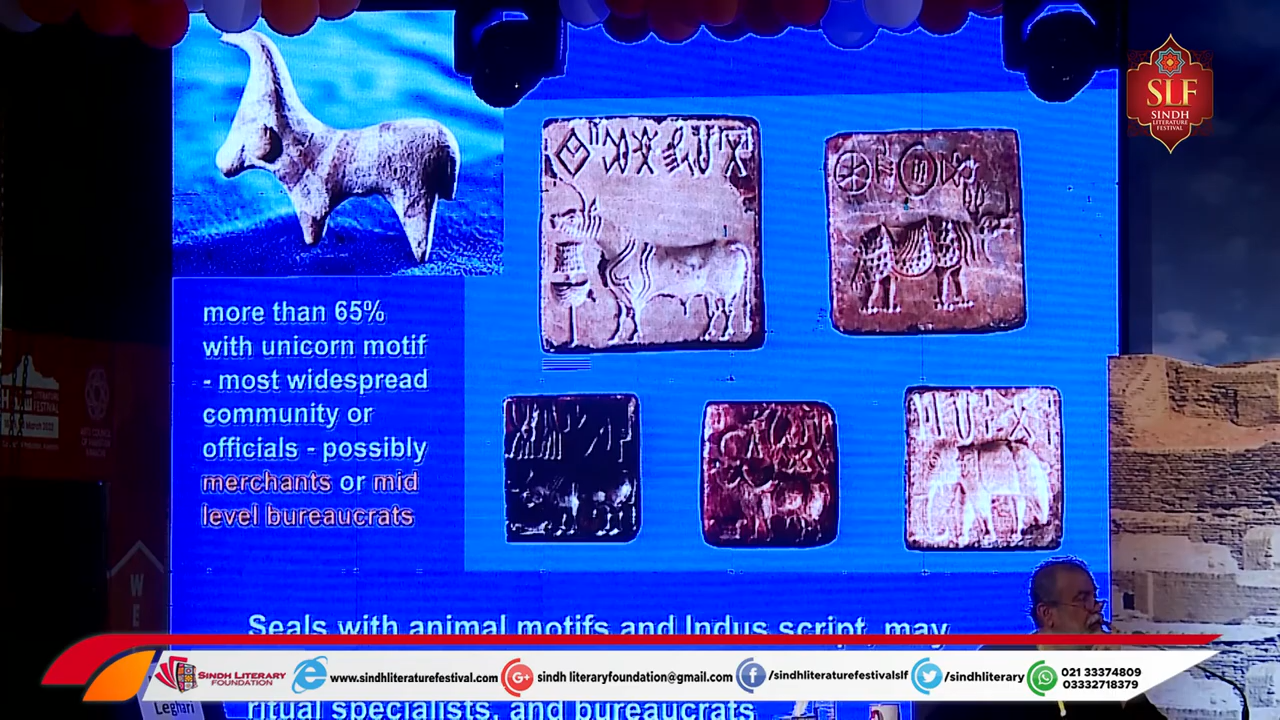 SLF
SINDH
LITERATURE
FESTIVAL
more than 65%
with unicorn motif
- most widespread
community or
officials - possibly
merchants or mid
level bureaucrats
Seals with animal motifs and Indus script, may
ritual specialists, and bureaucrats
W
E
SINDH LITERARY
FOUNDATION
www.sindhliteraturefestival.com
sindh literaryfoundation@gmail.com
/sindhliteraturefestivalslf
/sindhliterary
021 33374809
03332718379
Leghari